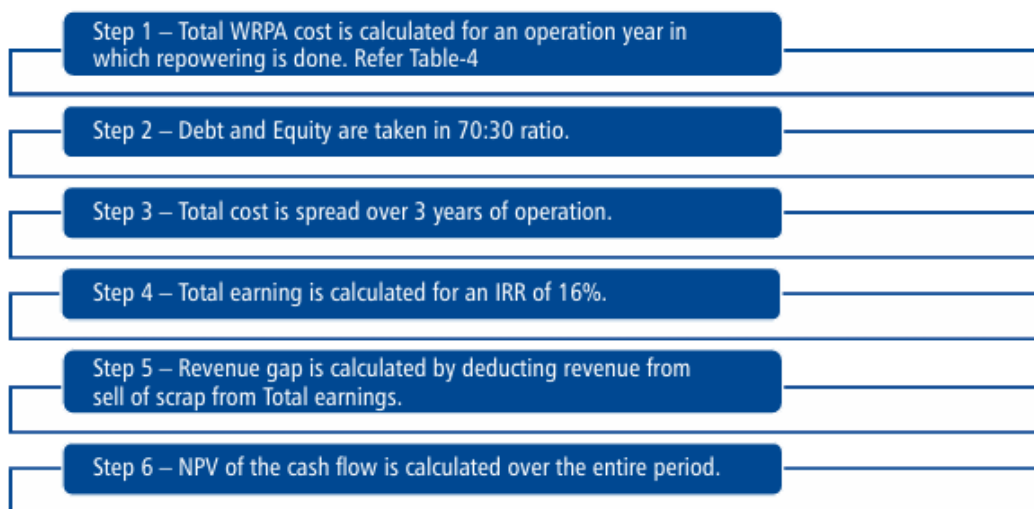 Step 1 – Total WRPA cost is calculated for an operation year in
which repowering is done. Refer Table-4
Step 2 – Debt and Equity are taken in 70:30 ratio.
Step 3 – Total cost is spread over 3 years of operation.
Step 4 – Total earning is calculated for an IRR of 16%.
Step 5 – Revenue gap is calculated by deducting revenue from
sell of scrap from Total earnings.
Step 6 – NPV of the cash flow is calculated over the entire period.